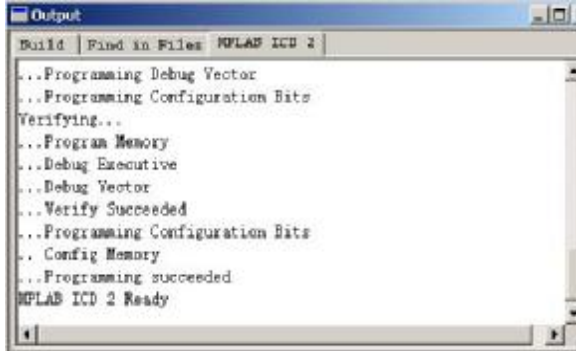 Output
Build Find in Files MPLAB ICD 2
...Programming Debug Vector
...Programming Configuration Bits
Verifying...
...Program Memory
...Debug Executive
...Debug Vector
...Verify Succeeded
...Programming Configuration Bits
.. Config Memory
...Programming succeeded
MPLAB ICD 2 Ready